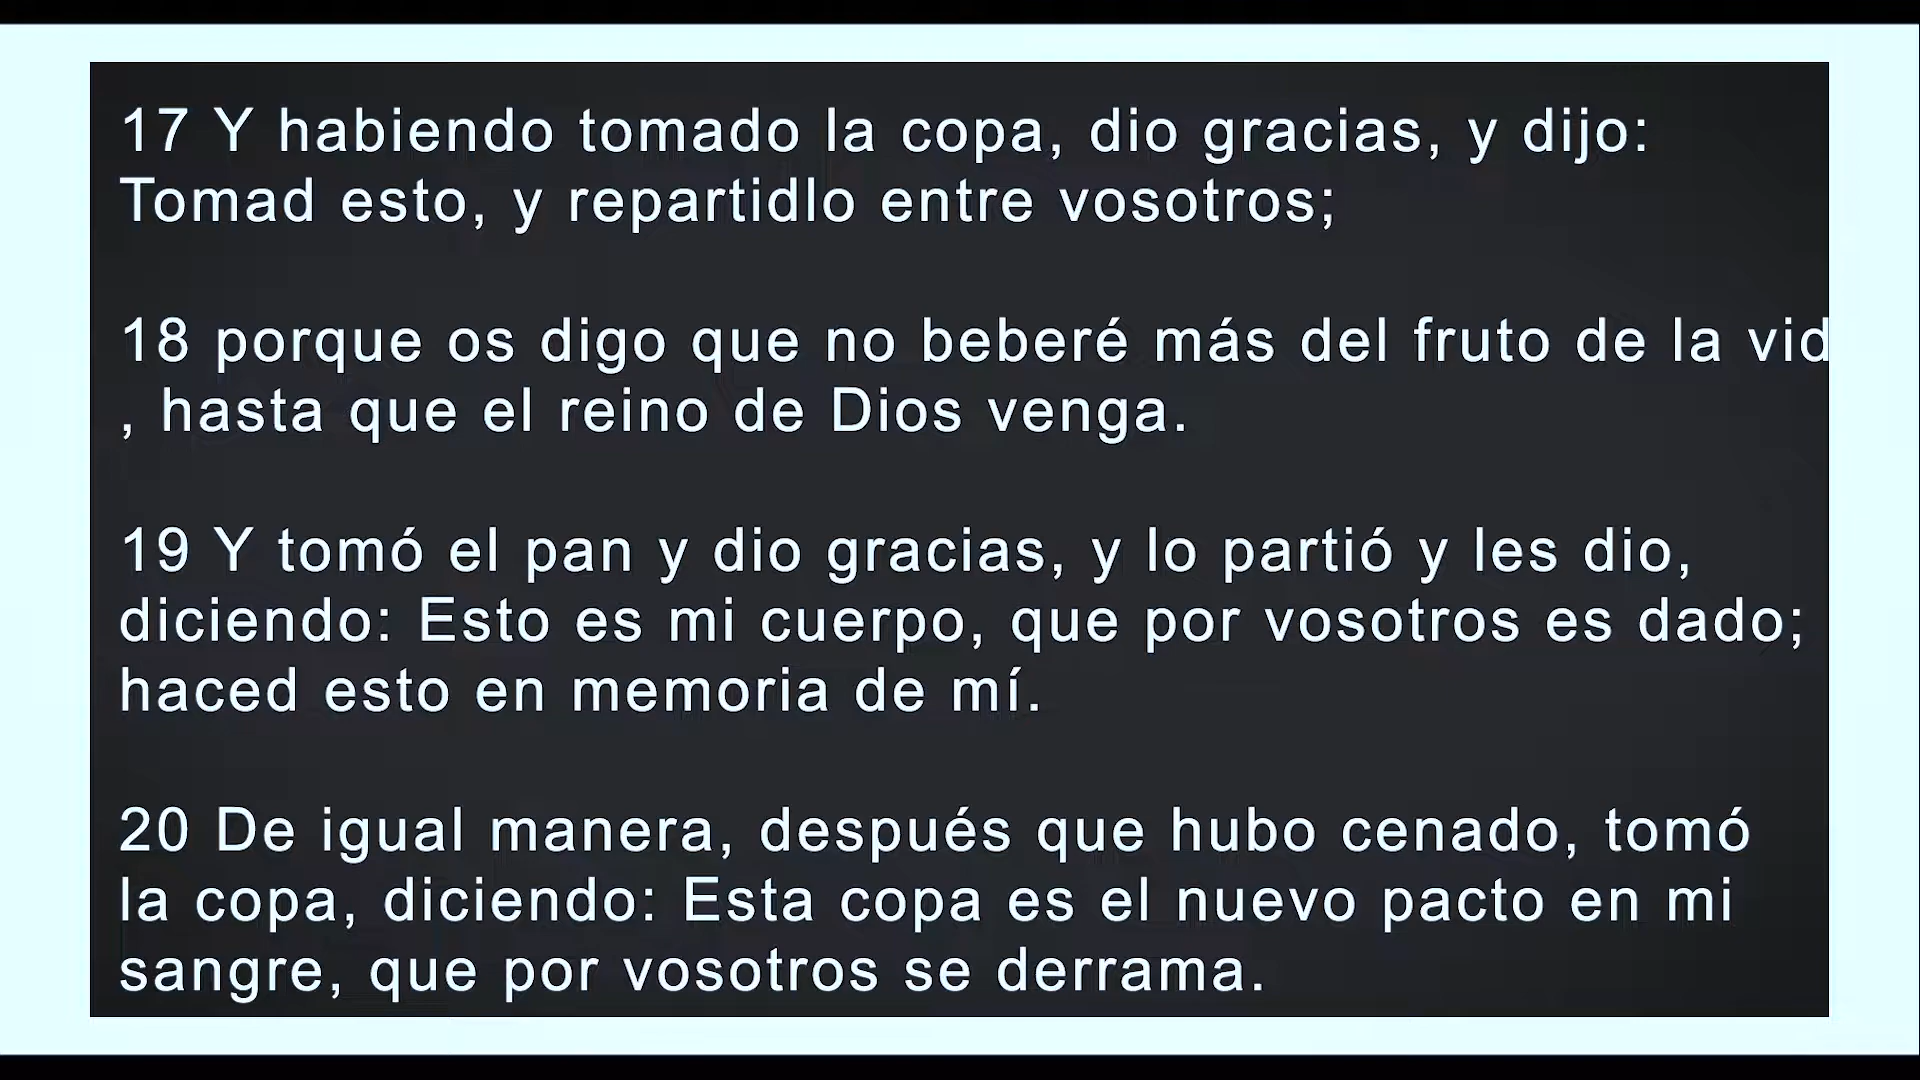 17 Y habiendo tomado la copa, dio gracias, y dijo:
Tomad esto, y repartidlo entre vosotros;
18 porque os digo que no beberé más del fruto de la vid
, hasta que el reino de Dios venga.
19 Y tomó el pan y dio gracias, y lo partió y les dio,
diciendo: Esto es mi cuerpo, que por vosotros es dado;
haced esto en memoria de mí.
20 De igual manera, después que hubo cenado, tomó
la copa, diciendo: Esta copa es el nuevo pacto en mi
sangre, que por vosotros se derrama.